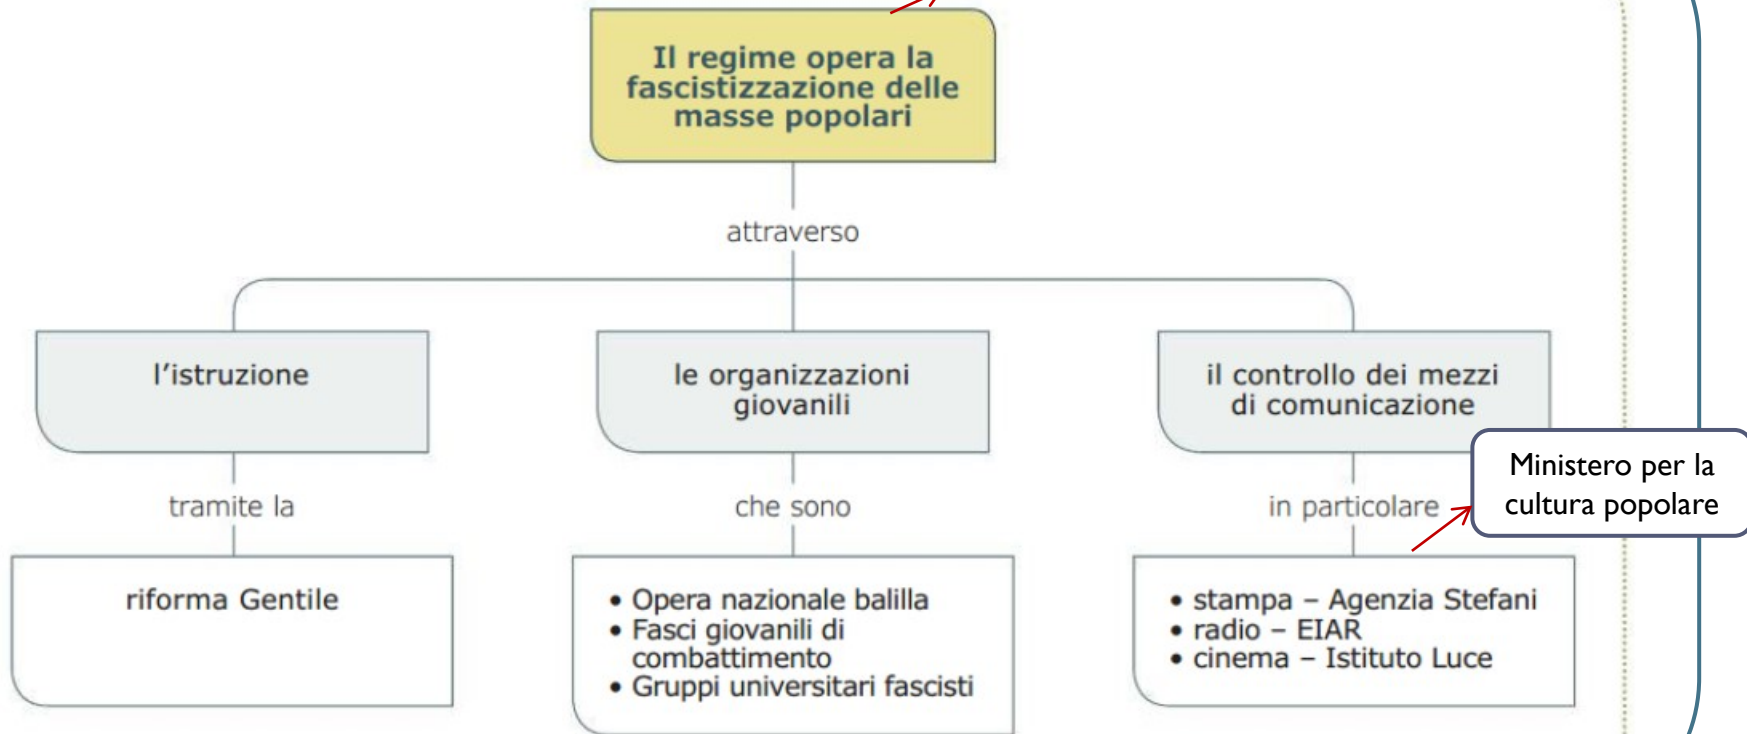 Il regime opera la
fascistizzazione delle
masse popolari
attraverso
l'istruzione
le organizzazioni
giovanili
il controllo dei mezzi
di comunicazione
Ministero per la
cultura popolare
tramite la
che sono
in particolare
riforma Gentile
• Opera nazionale balilla
• Fasci giovanili di
combattimento
• Gruppi universitari fascisti
• stampa – Agenzia Stefani
• radio – EIAR
• cinema – Istituto Luce